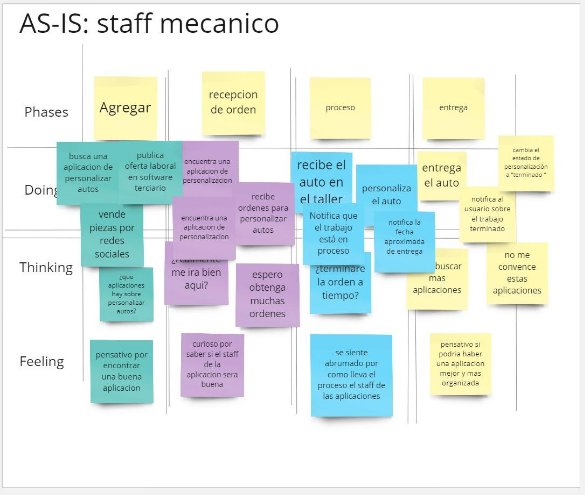 AS-IS: staff mecanico
Phases
Agregar
recepcion
de orden
proceso
entrega
Doing
busca una
aplicacion de
personalizar
autos
publica
oferta laboral
en software
terciario
encuentra una
aplicacion de
personalizacion
recibe el
auto en
el taller
entrega
el auto
cambia el
estado de
personalización
a "terminado "
vende
piezas por
redes
sociales
encuentra una
aplicacion de
personalizacion
recibe
ordenes para
personalizar
autos
Notifica que
el trabajo
está en
proceso
personaliza
el auto
notifica la
fecha
aproximada
de entrega
notifica al
usuario sobre
el trabajo
terminado
Thinking
¿que
aplicaciones
hay sobre
personalizar
autos?
me ira bien
aqui?
espero
obtenga
muchas
ordenes
¿terminare
la orden a
tiempo?
buscar
mas
aplicaciones
no me
convence
estas
aplicaciones
Feeling
pensativo por
encontrar
una buena
aplicacion
curioso por
saber si el staff
de la
aplicacion sera
buena
se siente
abrumado por
como lleva el
proceso el staff de
las aplicaciones
pensativo si
podria haber
una aplicacion
mejor y mas
organizada